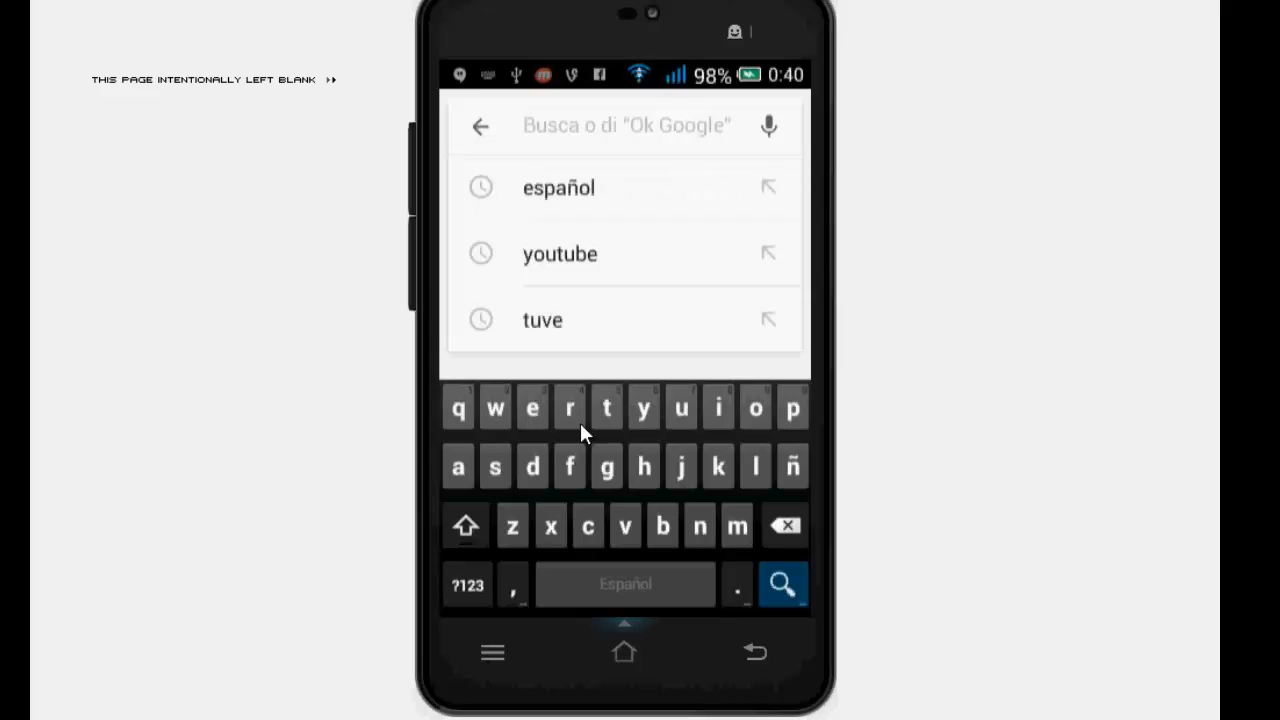 THIS PAGE INTENTIONALLY LEFT BLANK
98% 0:40
Busca o di "Ok Google"
español
youtube
tuve
q w e r t y u i o p
a s d f g h j k l ñ
z x c v b n m
?123 , Español .